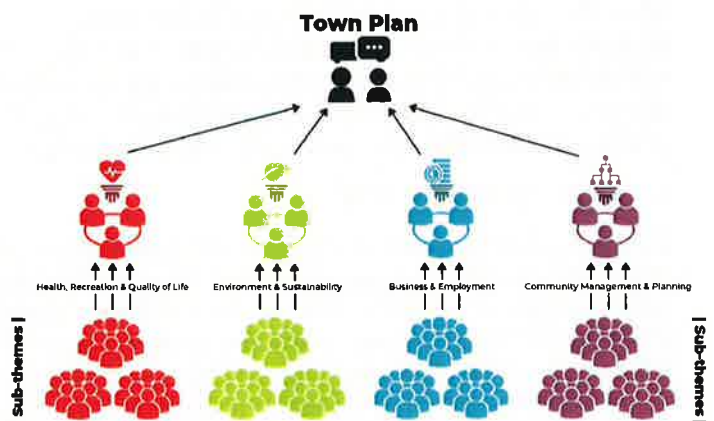 Town Plan
Health, Recreation & Quality of Life
Environment & Sustainability
Business & Employment
Community Management & Planning
Sub-themes |
| Sub-themes |